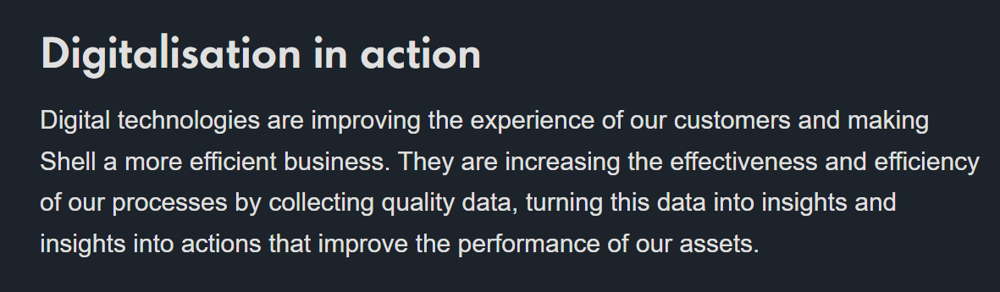 Digitalisation in action
Digital technologies are improving the experience of our customers and making
Shell a more efficient business. They are increasing the effectiveness and efficiency
of our processes by collecting quality data, turning this data into insights and
insights into actions that improve the performance of our assets.